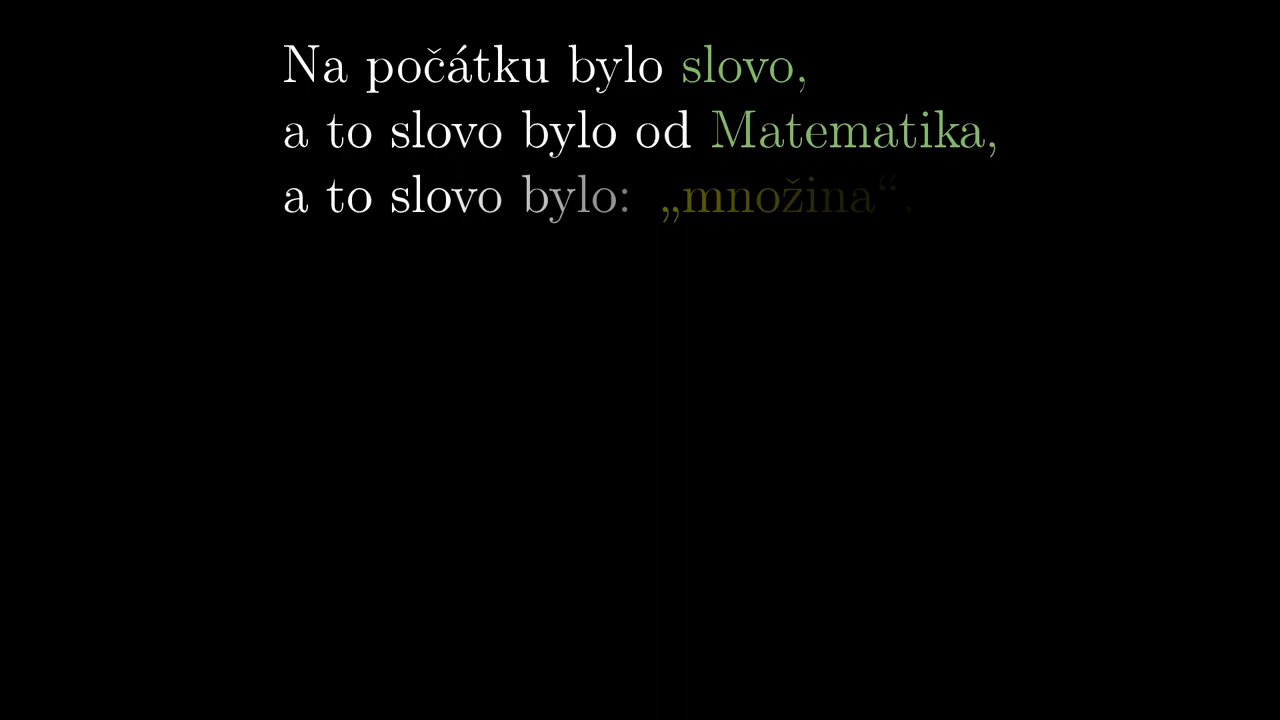 Na počátku bylo slovo,
a to slovo bylo od Matematika,
a to slovo bylo: „množina“.